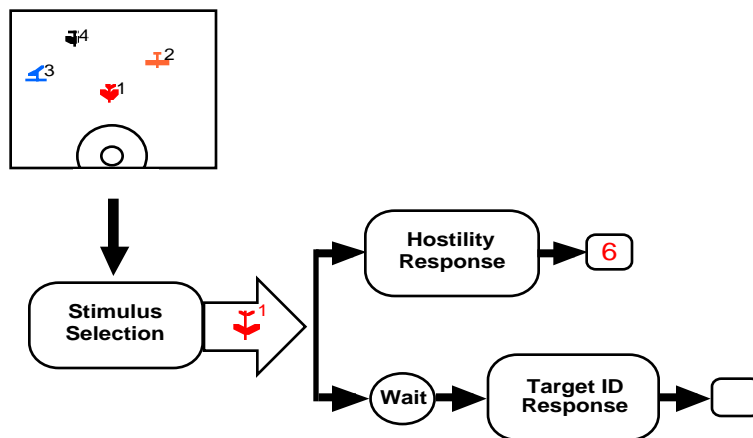 4
2
3
1
Hostility
Response
6
Stimulus
Selection
1
Wait
Target ID
Response